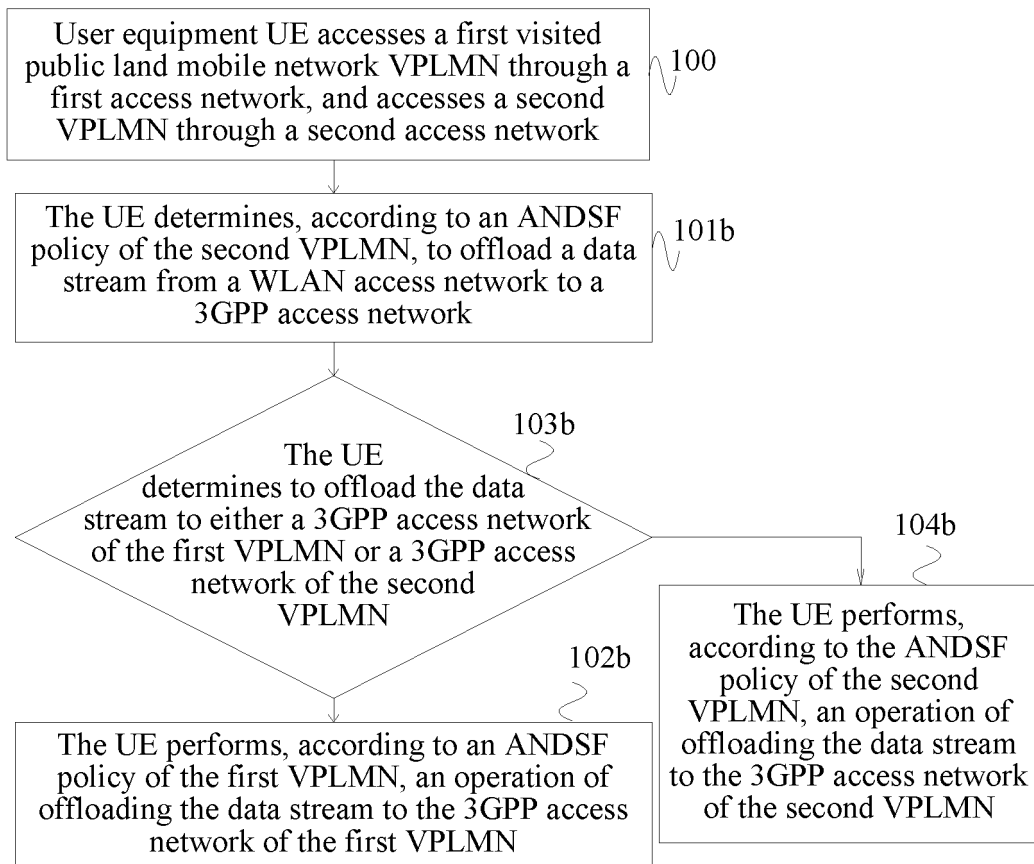 User equipment UE accesses a first visited
public land mobile network VPLMN through a
first access network, and accesses a second
VPLMN through a second access network
100
The UE determines, according to an ANDSF
policy of the second VPLMN, to offload a data
stream from a WLAN access network to a
3GPP access network
101b
103b
The UE
determines to offload the data
stream to either a 3GPP access network
of the first VPLMN or a 3GPP access
network of the second
VPLMN
104b
The UE performs,
according to the ANDSF
policy of the second
VPLMN, an operation of
offloading the data stream
to the 3GPP access network
of the second VPLMN
102b
The UE performs, according to an ANDSF
policy of the first VPLMN, an operation of
offloading the data stream to the 3GPP access
network of the first VPLMN